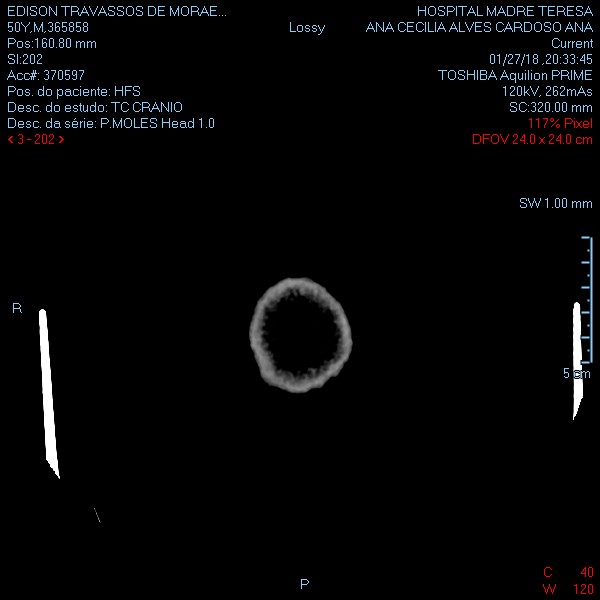 EDISON TRAVASSOS DE MORAE...
50Y,M,365858
Pos:160.80 mm
SI:202
Acc#: 370597
Pos. do paciente: HFS
Desc. do estudo: TC CRANIO
Desc. da série: P.MOLES Head 1.0
< 3 - 202 >
Lossy
HOSPITAL MADRE TERESA
ANA CECILIA ALVES CARDOSO ANA
Current
01/27/18 ,20:33:45
TOSHIBA Aquilion PRIME
120kV, 262mAs
SC:320.00 mm
117% Pixel
DFOV 24.0 x 24.0 cm
SW 1.00 mm
R
5 cm
P
C 40
W 120